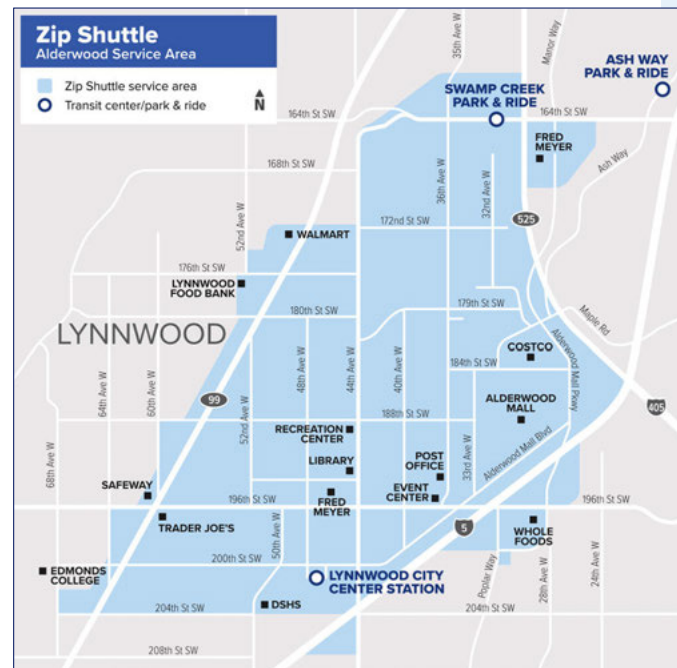 Zip Shuttle
Alderwood Service Area
Zip Shuttle service area
Transit center/park & ride
N
35th Ave W
Manor Way
ASH WAY
PARK & RIDE
SWAMP CREEK
PARK & RIDE
164th St SW
164th St SW
FRED
MEYER
Ash Way
168th St SW
36th Ave W
32nd Ave W
52nd Ave W
172nd St SW
525
WALMART
176th St SW
LYNNWOOD
FOOD BANK
179th St SW
180th St SW
Maple Rd
LYNNWOOD
COSTCO
Alderwood Mall Pkwy
184th St SW
64th Ave W
60th Ave W
48th Ave W
44th Ave W
40th Ave W
99
405
ALDERWOOD
MALL
188th St SW
52nd Ave W
RECREATION
CENTER
33rd Ave W
Alderwood Mall Blvd
68th Ave W
LIBRARY
POST
OFFICE
SAFEWAY
FRED
MEYER
EVENT
CENTER
196th St SW
196th St SW
TRADER JOE'S
50th Ave W
5
WHOLE
FOODS
200th St SW
EDMONDS
COLLEGE
LYNNWOOD CITY
CENTER STATION
Poplar Way
28th Ave W
24th Ave W
204th St SW
DSHS
204th St SW
208th St SW